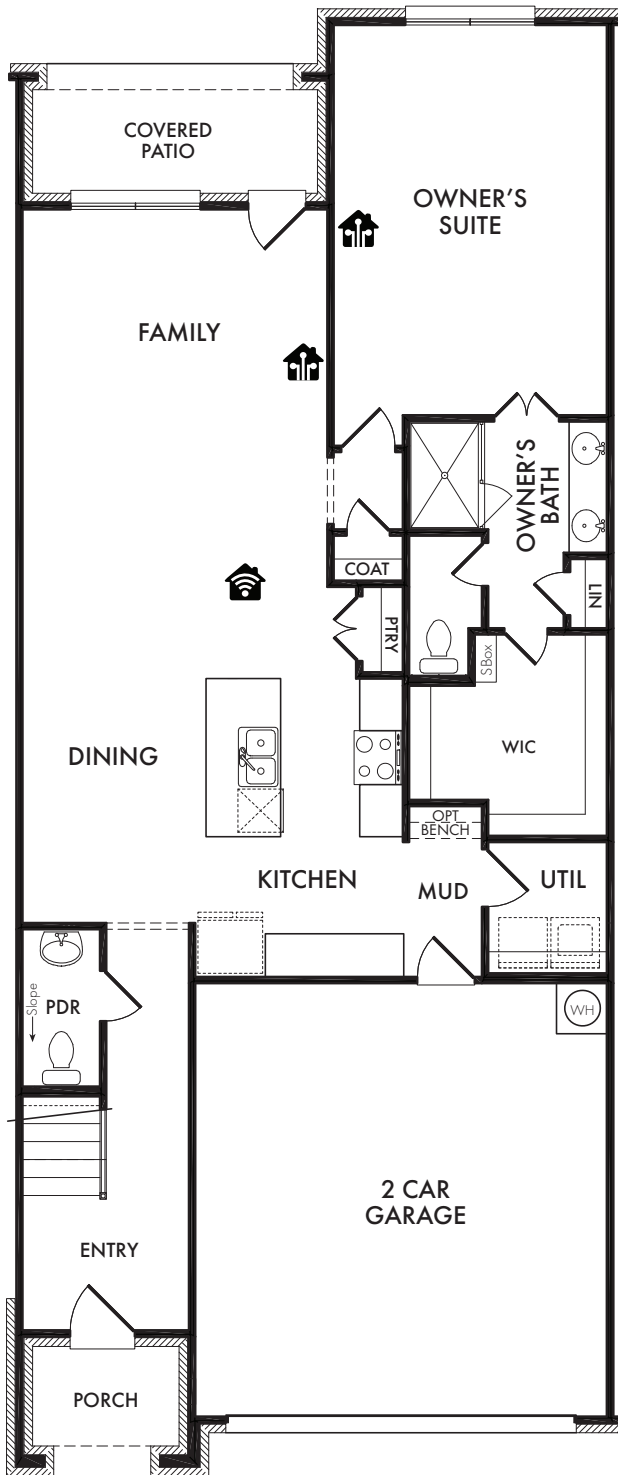 COVERED
PATIO
OWNER'S
SUITE
FAMILY
OWNER'S
BATH
COAT
LIN
PTRY
SBox
WIC
DINING
OPT
BENCH
KITCHEN
MUD
UTIL
Slope
PDR
WH
2 CAR
GARAGE
ENTRY
PORCH